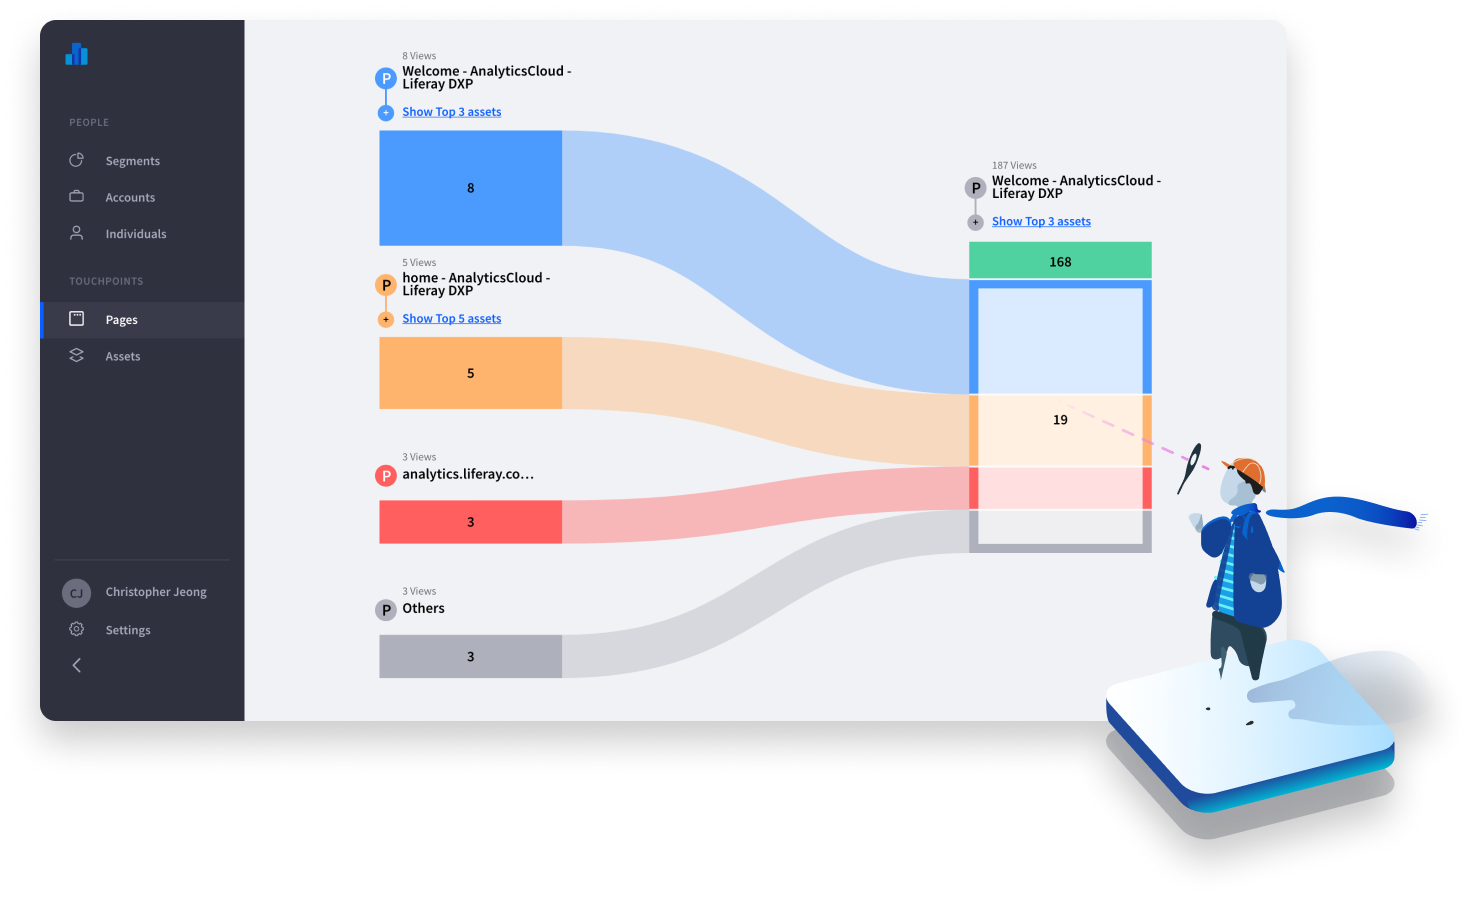 PEOPLE
Segments
Accounts
Individuals
TOUCHPOINTS
Pages
Assets
CJ
Christopher Jeong
Settings
8 Views
P
Welcome - AnalyticsCloud -
Liferay DXP
+
Show Top 3 assets
8
5 Views
P
home - AnalyticsCloud -
Liferay DXP
+
Show Top 5 assets
5
3 Views
P
analytics.liferay.co...
3
3 Views
P
Others
3
187 Views
P
Welcome - AnalyticsCloud -
Liferay DXP
+
Show Top 3 assets
168
19